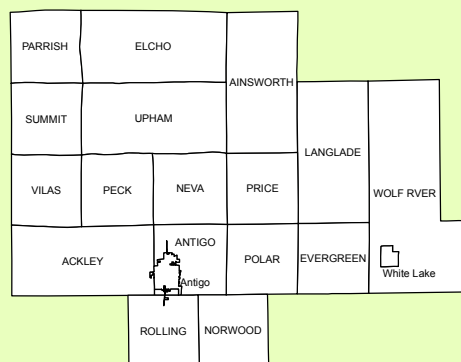 PARRISH
ELCHO
AINSWORTH
SUMMIT
UPHAM
LANGLADE
VILAS
PECK
NEVA
PRICE
WOLF RVER
ACKLEY
ANTIGO
POLAR
EVERGREEN
White Lake
Antigo
ROLLING
NORWOOD